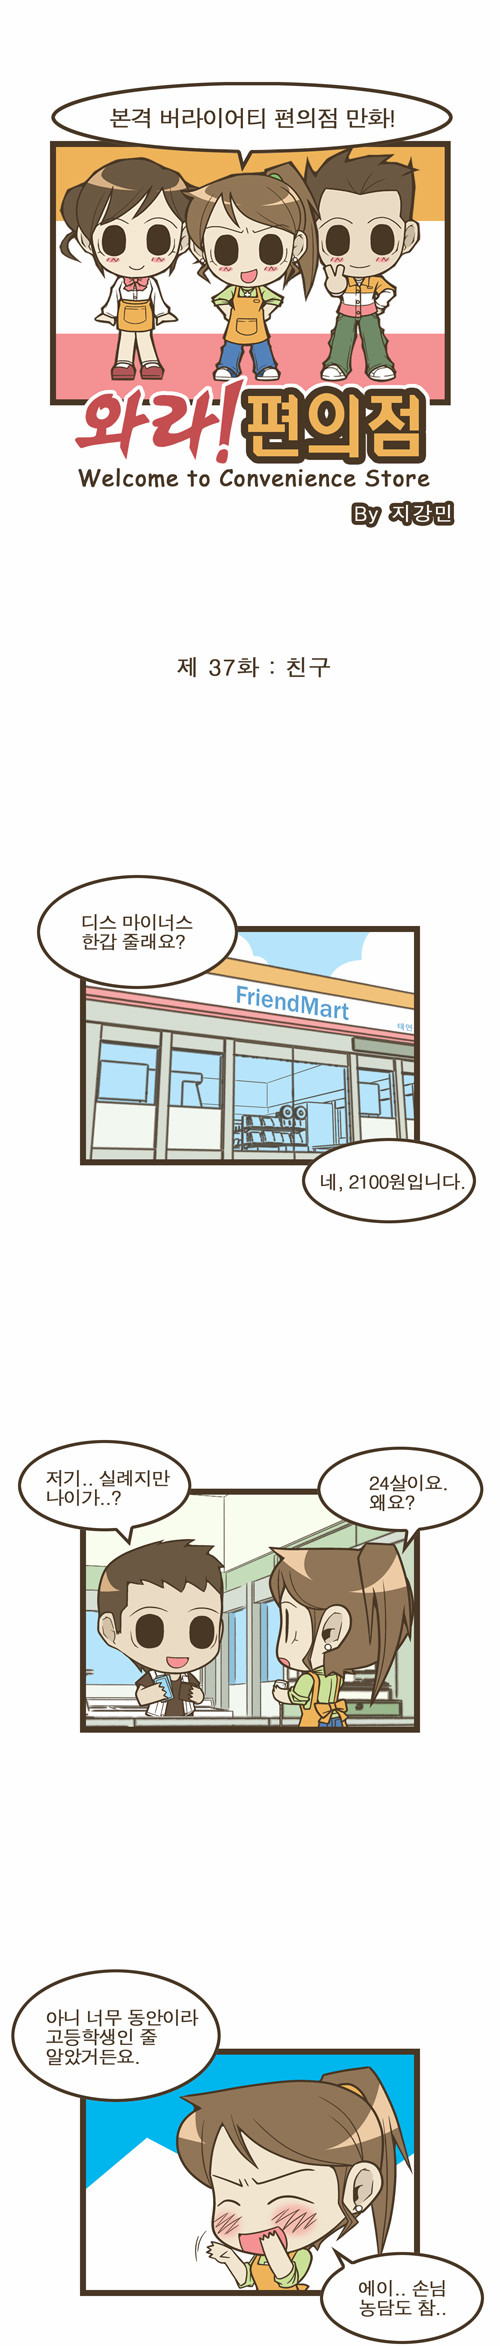 본격 버라이어티 편의점 만화!
와라! 편의점
Welcome to Convenience Store
By 지강민
제 37화 : 친구
디스 마이너스
한갑 줄래요?
FriendMart
태연
네, 2100원입니다.
저기.. 실례지만
나이가..?
24살이요.
왜요?
아니 너무 동안이라
고등학생인 줄
알았거든요.
에이.. 손님
농담도 참..